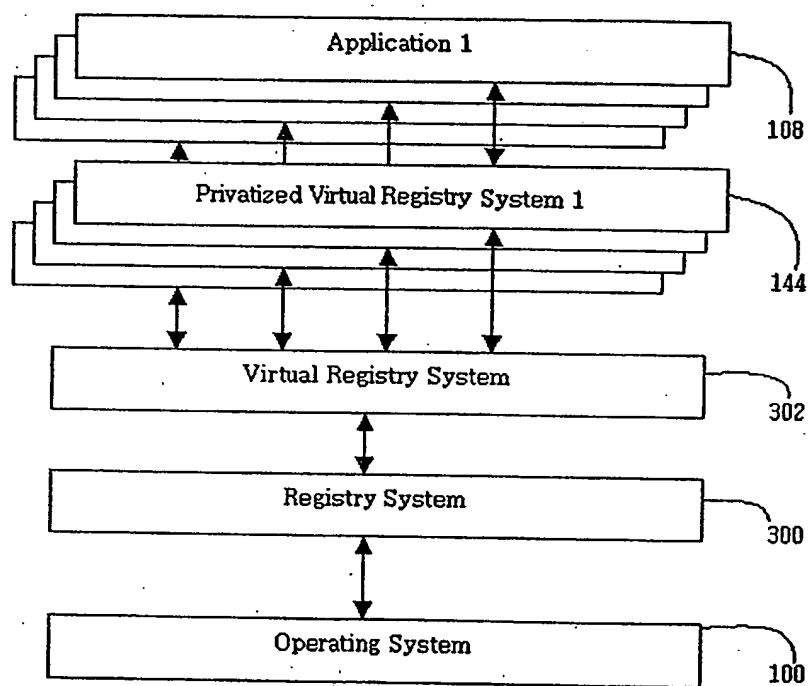 Application 1
108
Privatized Virtual Registry System 1
144
Virtual Registry System
302
Registry System
300
Operating System
100